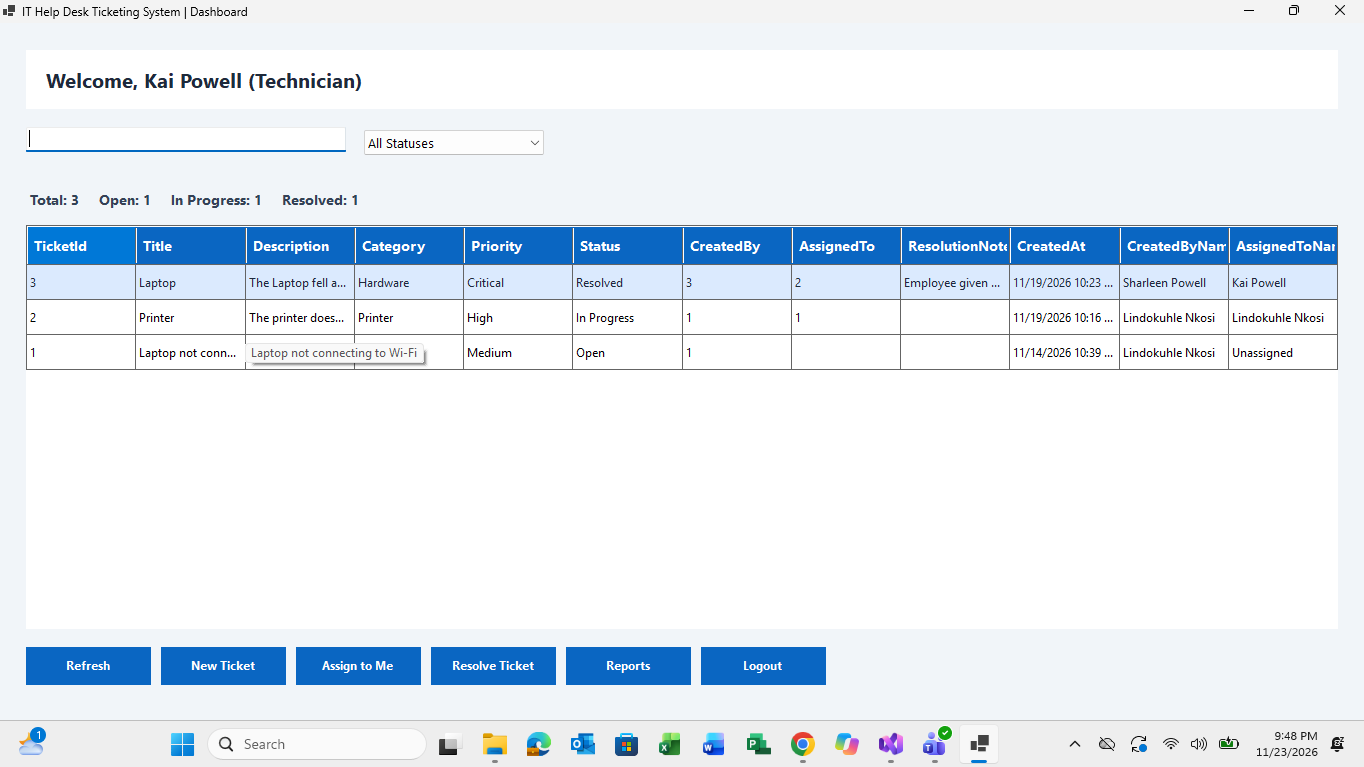 IT Help Desk Ticketing System | Dashboard
Welcome, Kai Powell (Technician)
All Statuses
Total: 3 Open: 1 In Progress: 1 Resolved: 1
TicketId Title Description Category Priority Status CreatedBy AssignedTo ResolutionNote CreatedAt CreatedByNam AssignedToNar
3 Laptop The Laptop fell a... Hardware Critical Resolved 3 2 Employee given ... 11/19/2026 10:23 ... Sharleen Powell Kai Powell
2 Printer The printer does... Printer High In Progress 1 1 11/19/2026 10:16 ... Lindokuhle Nkosi Lindokuhle Nkosi
1 Laptop not conn... Laptop not connecting to Wi-Fi Medium Open 1 11/14/2026 10:39 ... Lindokuhle Nkosi Unassigned
Refresh New Ticket Assign to Me Resolve Ticket Reports Logout
1 Search 9:48 PM
11/23/2026